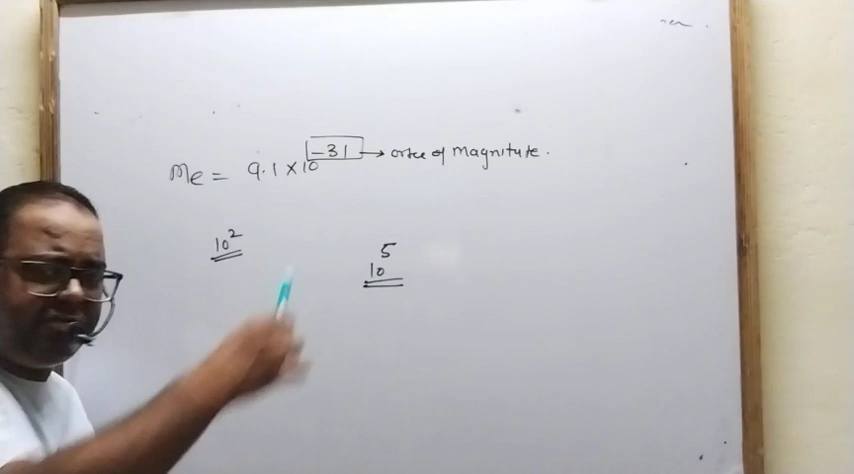 Me = 9.1 × 10^-31 → order of Magnitude.
10^2
10^5